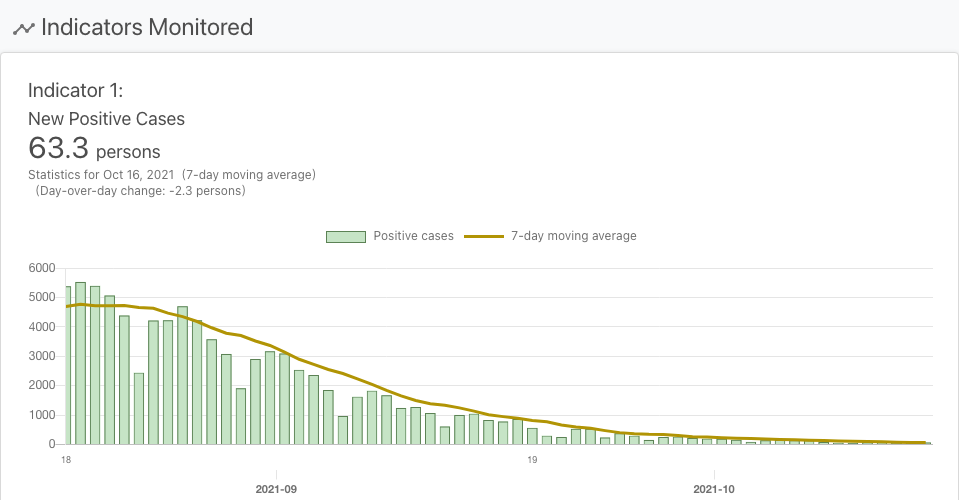 Indicators Monitored
Indicator 1:
New Positive Cases
63.3 persons
Statistics for Oct 16, 2021 (7-day moving average)
(Day-over-day change: -2.3 persons)
Positive cases 7-day moving average
6000
5000
4000
3000
2000
1000
0
18 19
2021-09 2021-10